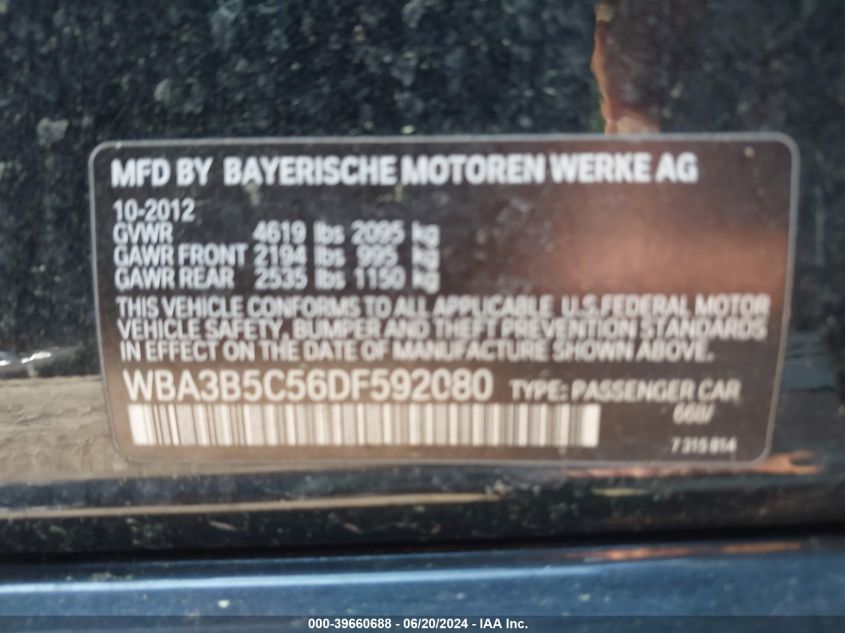 MFD BY BAYERISCHE MOTOREN WERKE AG
10-2012
GVWR 4619 lbs 2095 kg
GAWR FRONT 2194 lbs 995 kg
GAWR REAR 2535 lbs 1150 kg
THIS VEHICLE CONFORMS TO ALL APPLICABLE U.S. FEDERAL MOTOR
VEHICLE SAFETY, BUMPER AND THEFT PREVENTION STANDARDS
IN EFFECT ON THE DATE OF MANUFACTURE SHOWN ABOVE.
WBA3B5C56DF592080 TYPE: PASSENGER CAR
7 315 814
000-39660688 - 06/20/2024 - IAA Inc.